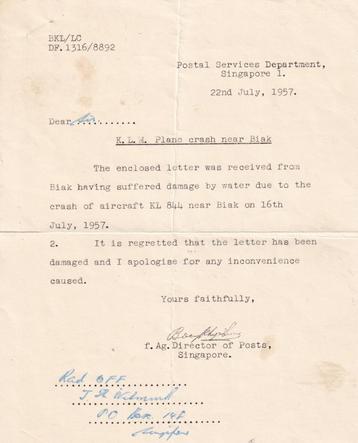 BKL/LC
DF.1316/8892
Postal Services Department,
Singapore 1.
22nd July, 1957.
Dear Sir..........
K.L.M. Plane crash near Biak
The enclosed letter was received from
Biak having suffered damage by water due to the
crash of aircraft KL 844 near Biak on 16th
July, 1957.
2. It is regretted that the letter has been
damaged and I apologise for any inconvenience
caused.
Yours faithfully,
f. Ag. Director of Posts,
Singapore.
PO Box 148
Singapore